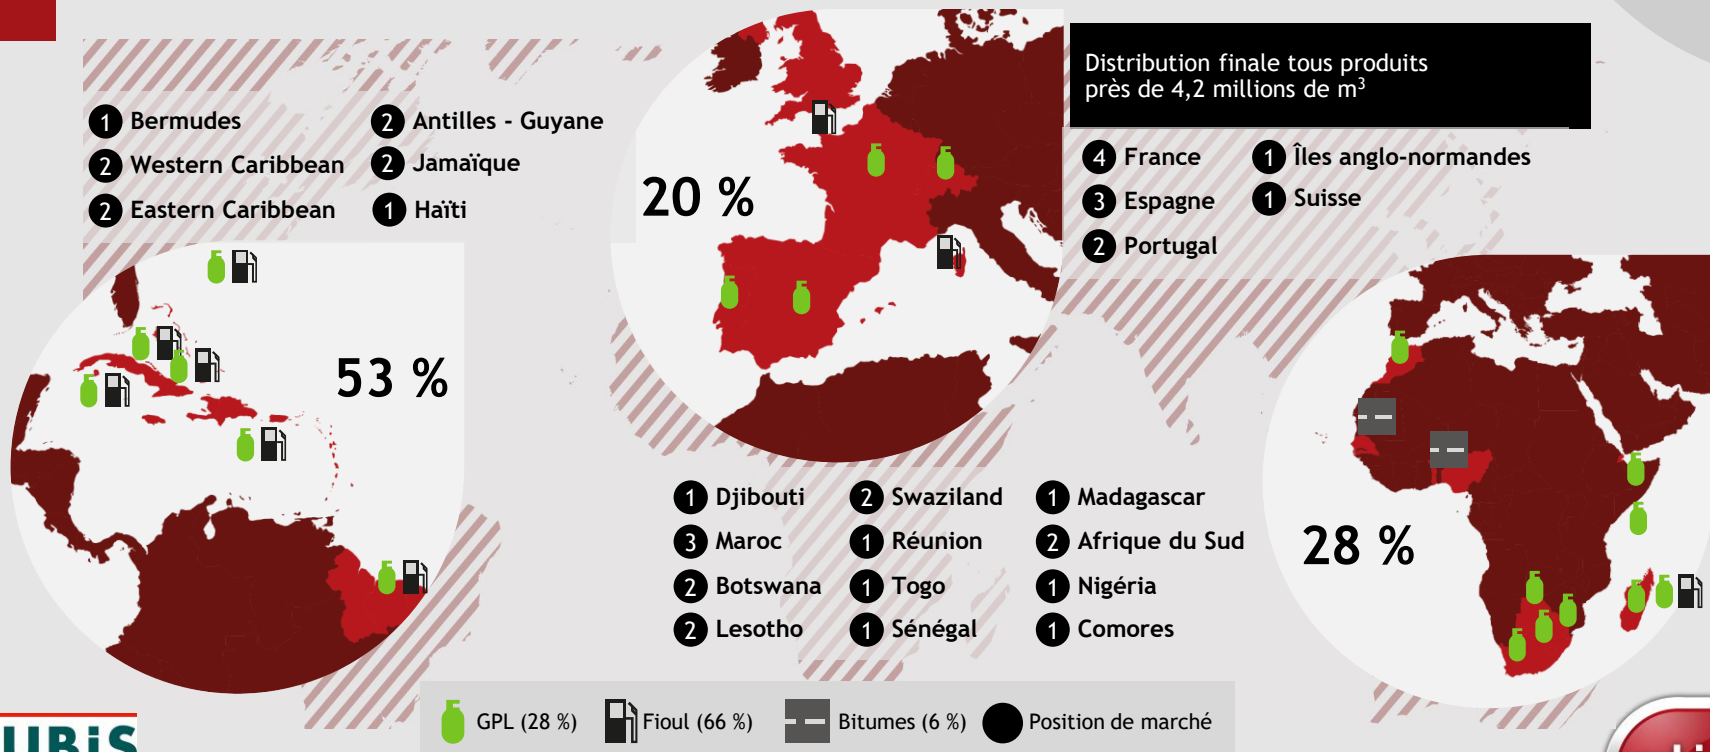 1 Bermudes
2 Western Caribbean
2 Eastern Caribbean
2 Antilles - Guyane
2 Jamaïque
1 Haïti
53 %
20 %
Distribution finale tous produits
près de 4,2 millions de m³
4 France
3 Espagne
2 Portugal
1 Îles anglo-normandes
1 Suisse
28 %
1 Djibouti
3 Maroc
2 Botswana
2 Lesotho
2 Swaziland
1 Réunion
1 Togo
1 Sénégal
1 Madagascar
2 Afrique du Sud
1 Nigéria
1 Comores
GPL (28 %)
Fioul (66 %)
Bitumes (6 %)
Position de marché
UBiS